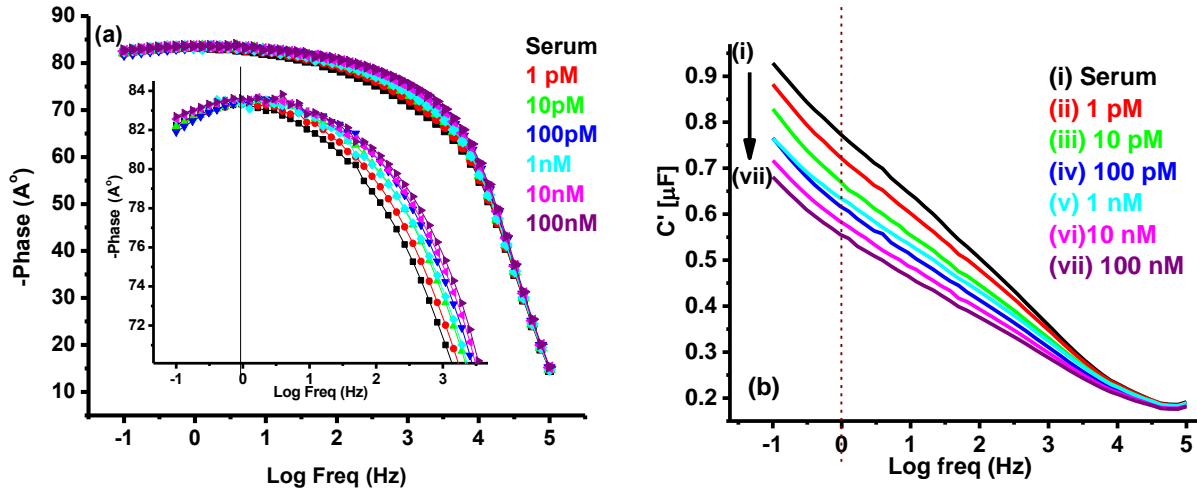 (a)
-Phase (Aº)
90
80
70
60
50
40
30
20
10
-1 0 1 2 3 4 5
Log Freq (Hz)
Serum
1 pM
10pM
100pM
1nM
10nM
100nM
-Phase (Aº)
84
82
80
78
76
74
72
-1 0 1 2 3
Log Freq (Hz)
(b)
C' [µF]
0.9
0.8
0.7
0.6
0.5
0.4
0.3
0.2
-1 0 1 2 3 4 5
Log freq (Hz)
(i)
(vii)
(i) Serum
(ii) 1 pM
(iii) 10 pM
(iv) 100 pM
(v) 1 nM
(vi)10 nM
(vii) 100 nM